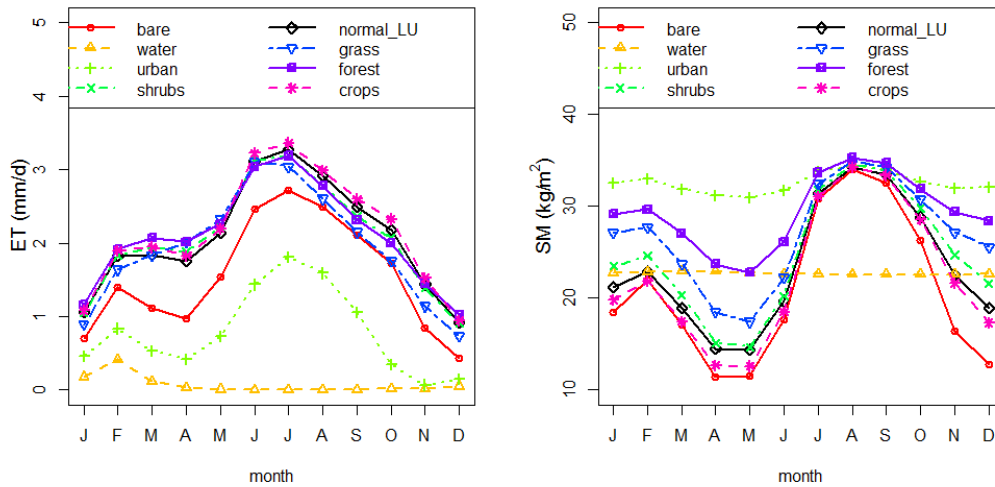 bare normal_LU
water grass
urban forest
shrubs crops
ET (mm/d)
5
4
3
2
1
0
J F M A M J J A S O N D
month
bare normal_LU
water grass
urban forest
shrubs crops
SM (kg/m²)
50
40
30
20
10
J F M A M J J A S O N D
month